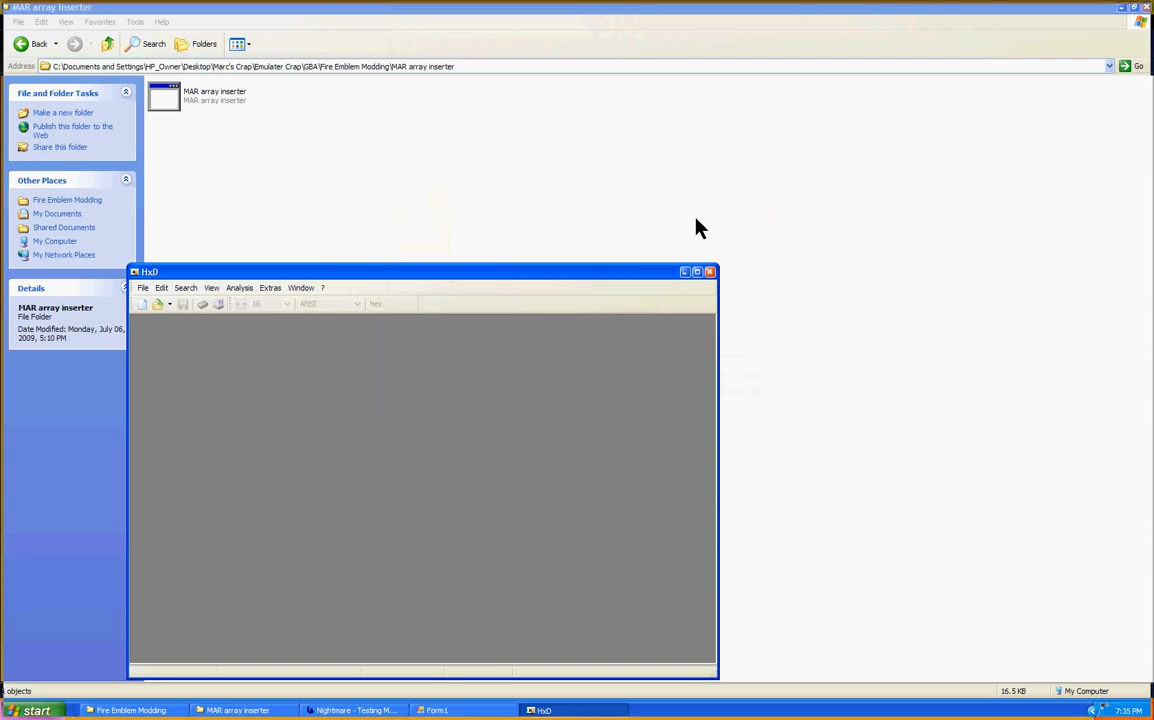 MAR array inserter
File Edit View Favorites Tools Help
Back Search Folders
Address C:\Documents and Settings\HP_Owner\Desktop\Marc's Crap\Emulater Crap\GBA\Fire Emblem Modding\MAR array inserter Go
File and Folder Tasks
Make a new folder
Publish this folder to the
Web
Share this folder
Other Places
Fire Emblem Modding
My Documents
Shared Documents
My Computer
My Network Places
Details
MAR array inserter
File Folder
Date Modified: Monday, July 06,
2009, 5:10 PM
MAR array inserter
MAR array inserter
HxD
File Edit Search View Analysis Extras Window ?
16 ANSI hex
objects 16.5 KB My Computer
start Fire Emblem Modding MAR array inserter Nightmare - Testing M... Form1 HxD 7:35 PM